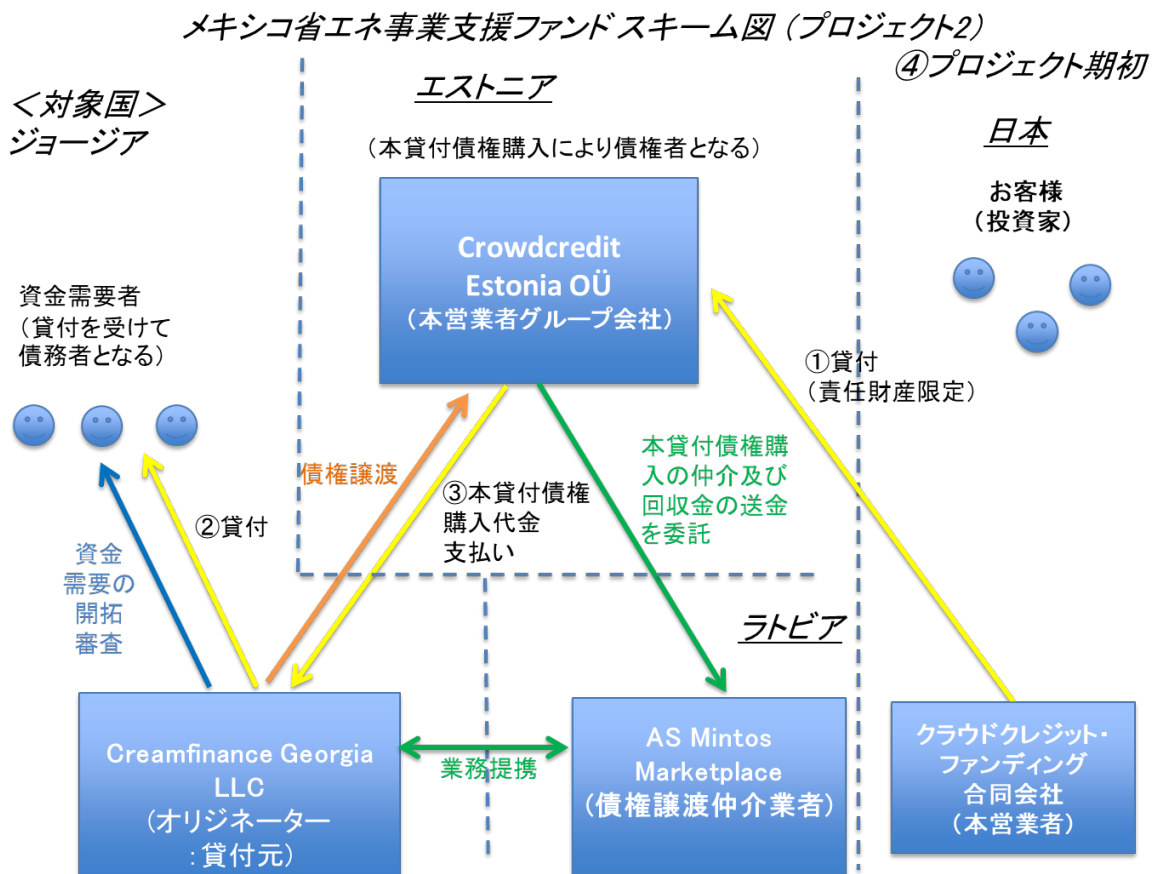 メキシコ省エネ事業支援ファンド スキーム図 (プロジェクト2)
④プロジェクト期初
＜対象国＞
ジョージア
エストニア
(本貸付債権購入により債権者となる)
日本
お客様
(投資家)
Crowdcredit
Estonia OÜ
(本営業者グループ会社)
資金需要者
(貸付を受けて
債務者となる)
①貸付
(責任財産限定)
債権譲渡
③本貸付債権
購入代金
支払い
本貸付債権購
入の仲介及び
回収金の送金
を委託
②貸付
資金
需要の
開拓
審査
ラトビア
Creamfinance Georgia
LLC
(オリジネーター
:貸付元)
業務提携
AS Mintos
Marketplace
(債権譲渡仲介業者)
クラウドクレジット・
ファンディング
合同会社
(本営業者)